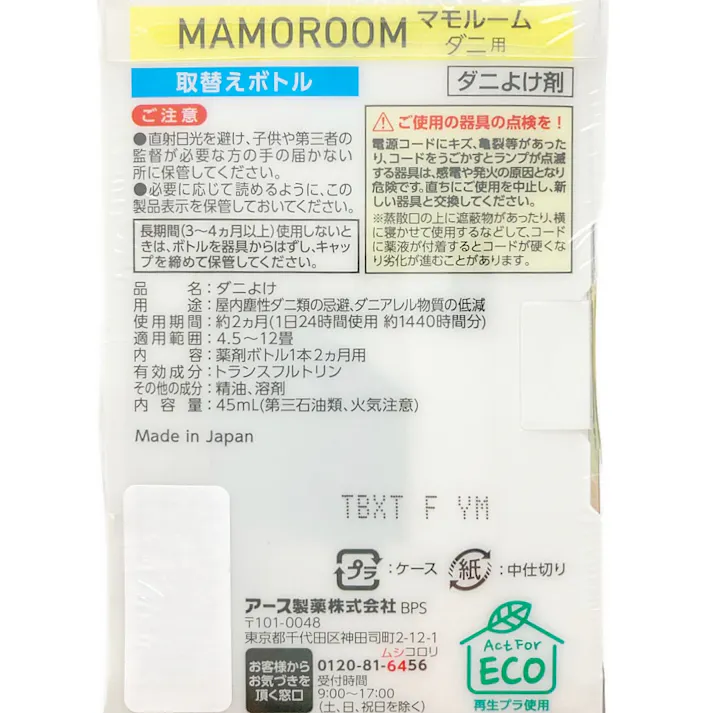 MAMOROOM マモルーム
ダニ用
取替えボトル
ダニよけ剤
ご注意
●直射日光を避け、子供や第三者の
監督が必要な方の手の届かない
所に保管してください。
●必要に応じて読めるように、この
製品表示を保管しておいてください。
長期間(3〜4ヵ月以上)使用しないと
きは、ボトルを器具からはずし、キャッ
プを締めて保管してください。
⚠ご使用の器具の点検を!
電源コードにキズ、亀裂等があった
り、コードをうごかすとランプが点滅
する器具は、感電や発火の原因となり
危険です。直ちにご使用を中止し、新
しい器具と交換してください。
※蒸散口の上に遮蔽物があったり、横
に寝かせて使用するなどして、コード
に薬液が付着するとコードが硬くな
り劣化が進むことがあります。
品名:ダニよけ
用途:屋内塵性ダニ類の忌避、ダニアレル物質の低減
使用期間:約2ヵ月(1日24時間使用 約1440時間分)
適用範囲:4.5〜12畳
内容:薬剤ボトル1本2ヵ月用
有効成分:トランスフルトリン
その他の成分:精油、溶剤
内容量:45mL(第三石油類、火気注意)
Made in Japan
TBXT F YM
プラ:ケース
紙:中仕切り
アース製薬株式会社 BPS
〒101-0048
東京都千代田区神田司町2-12-1
お客様から
お気づきを
頂く窓口
ムシコロリ
0120-81-6456
受付時間
9:00〜17:00
(土、日、祝日を除く)
Act For
ECO
再生プラ使用